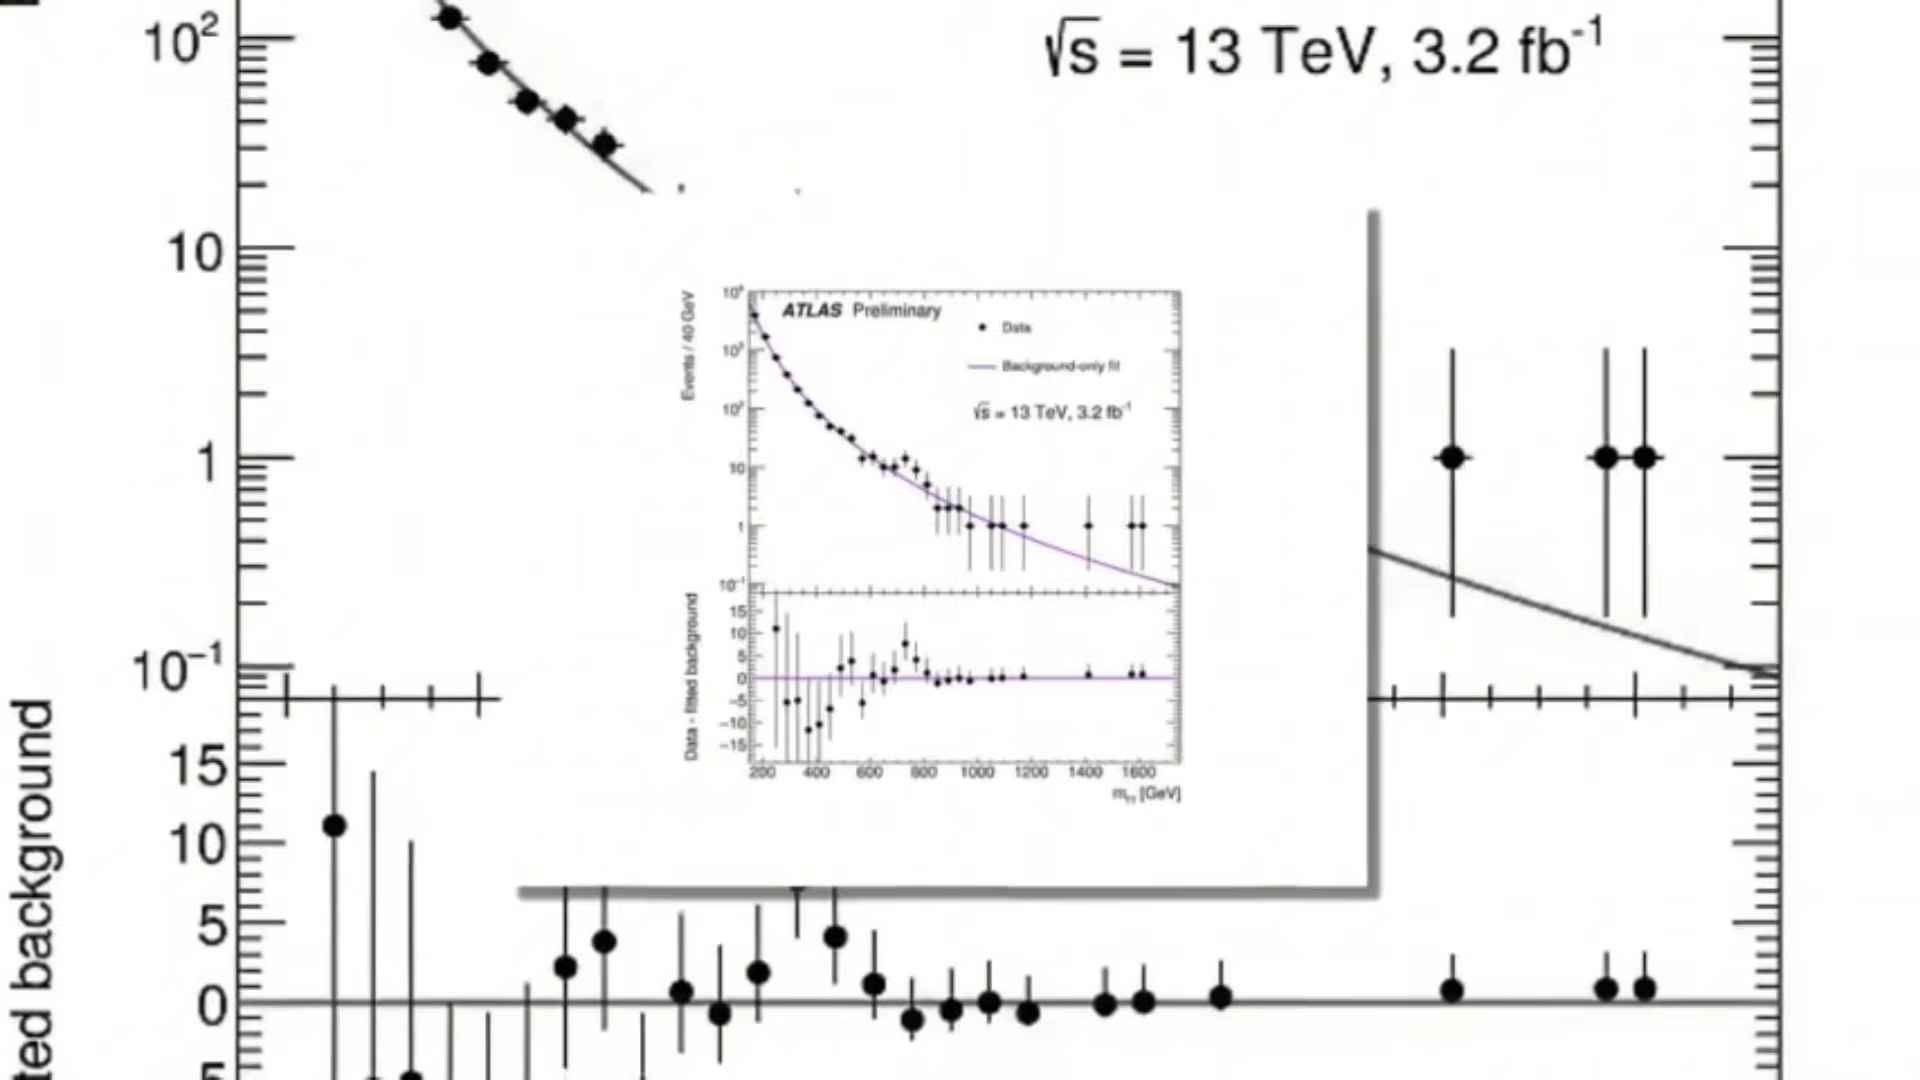 10²
√s = 13 TeV, 3.2 fb⁻¹
10
1
10⁻¹
15
10
5
0
ted background
Events / 40 GeV
10³
10²
10
1
10⁻¹
ATLAS Preliminary
Data
Background-only fit
√s = 13 TeV, 3.2 fb⁻¹
Data - fitted background
15
10
5
0
−5
−10
−15
200 400 600 800 1000 1200 1400 1600
[GeV]